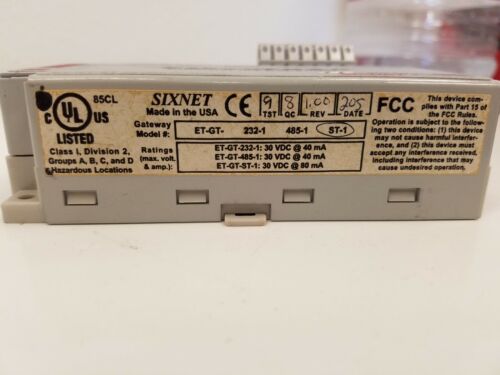 85CL
C UL US
LISTED
Class I, Division 2,
Groups A, B, C, and D
Hazardous Locations
SIXNET
Made in the USA
CE
9 8 1.00 205
TST QC REV DATE
Gateway
Model #:
ET-GT- 232-1 485-1 ST-1
Ratings
(max. volt.
& amp.):
ET-GT-232-1: 30 VDC @ 40 mA
ET-GT-485-1: 30 VDC @ 40 mA
ET-GT-ST-1: 30 VDC @ 80 mA
FCC
This device com-
plies with Part 15 of
the FCC Rules.
Operation is subject to the follow-
ing two conditions: (1) this device
may not cause harmful interfer-
ence, and (2) this device must
accept any interference received,
including interference that may
cause undesired operation.